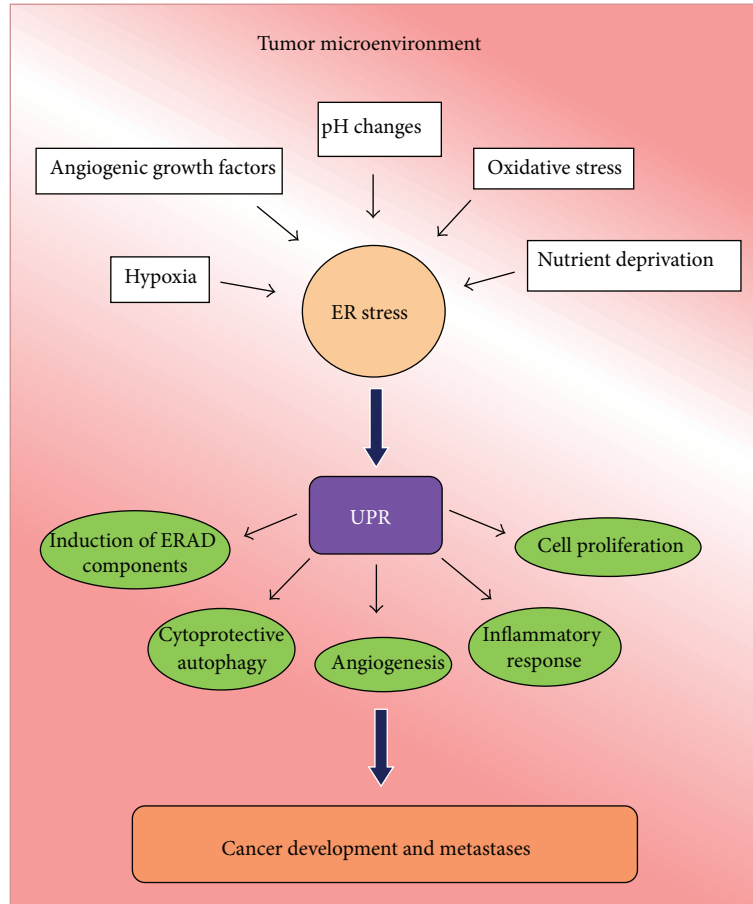 Tumor microenvironment
pH changes
Angiogenic growth factors
Oxidative stress
Hypoxia
Nutrient deprivation
ER stress
UPR
Induction of ERAD
components
Cell proliferation
Cytoprotective
autophagy
Angiogenesis
Inflammatory
response
Cancer development and metastases